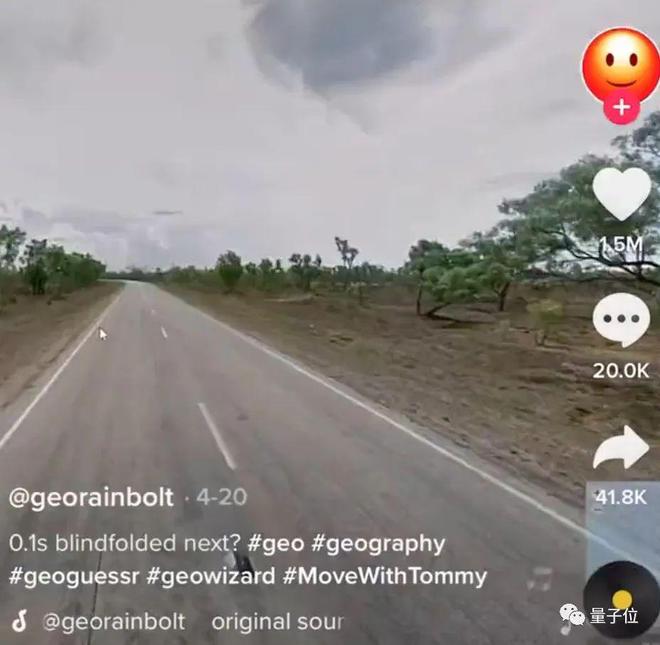 1.5M
20.0K
41.8K
@georainbolt · 4-20
0.1s blindfolded next? #geo #geography
#geoguessr #geowizard #MoveWithTommy
@georainbolt original sour
量子位